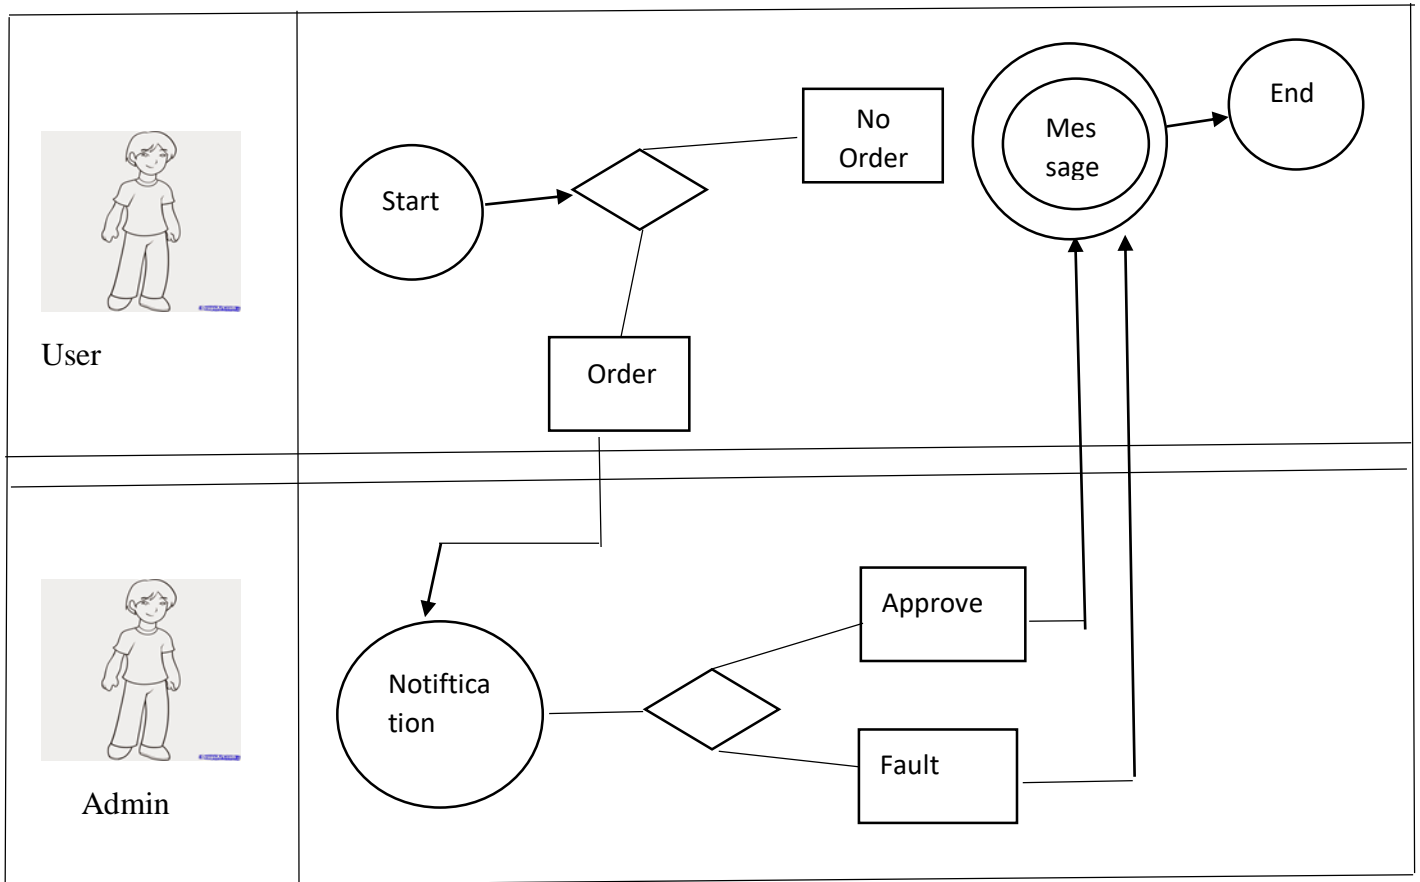 No
Order
Start
Mes
sage
End
User
Order
Notiftica
tion
Approve
Fault
Admin